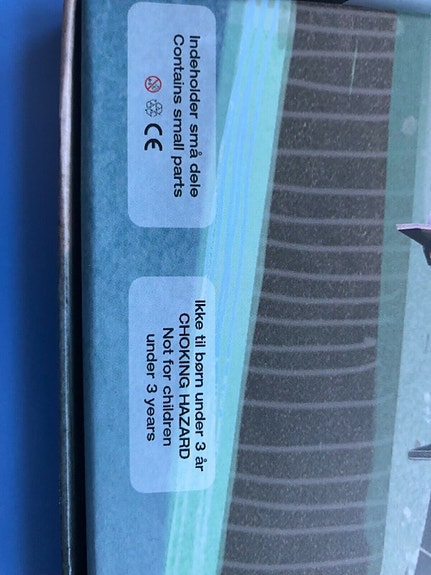 Indeholder små dele
Contains small parts
CE
Ikke til børn under 3 år
CHOKING HAZARD
Not for children
under 3 years